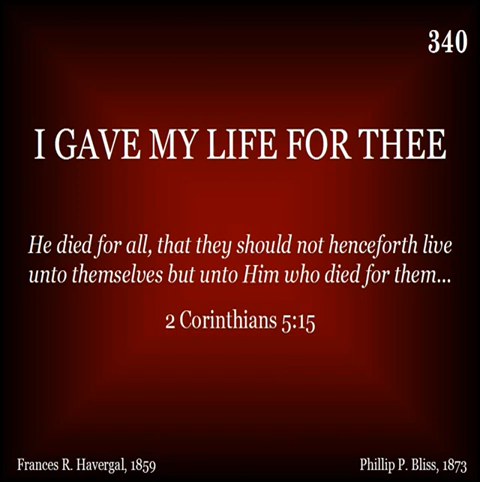 340
I GAVE MY LIFE FOR THEE
He died for all, that they should not henceforth live
unto themselves but unto Him who died for them...
2 Corinthians 5:15
Frances R. Havergal, 1859
Phillip P. Bliss, 1873